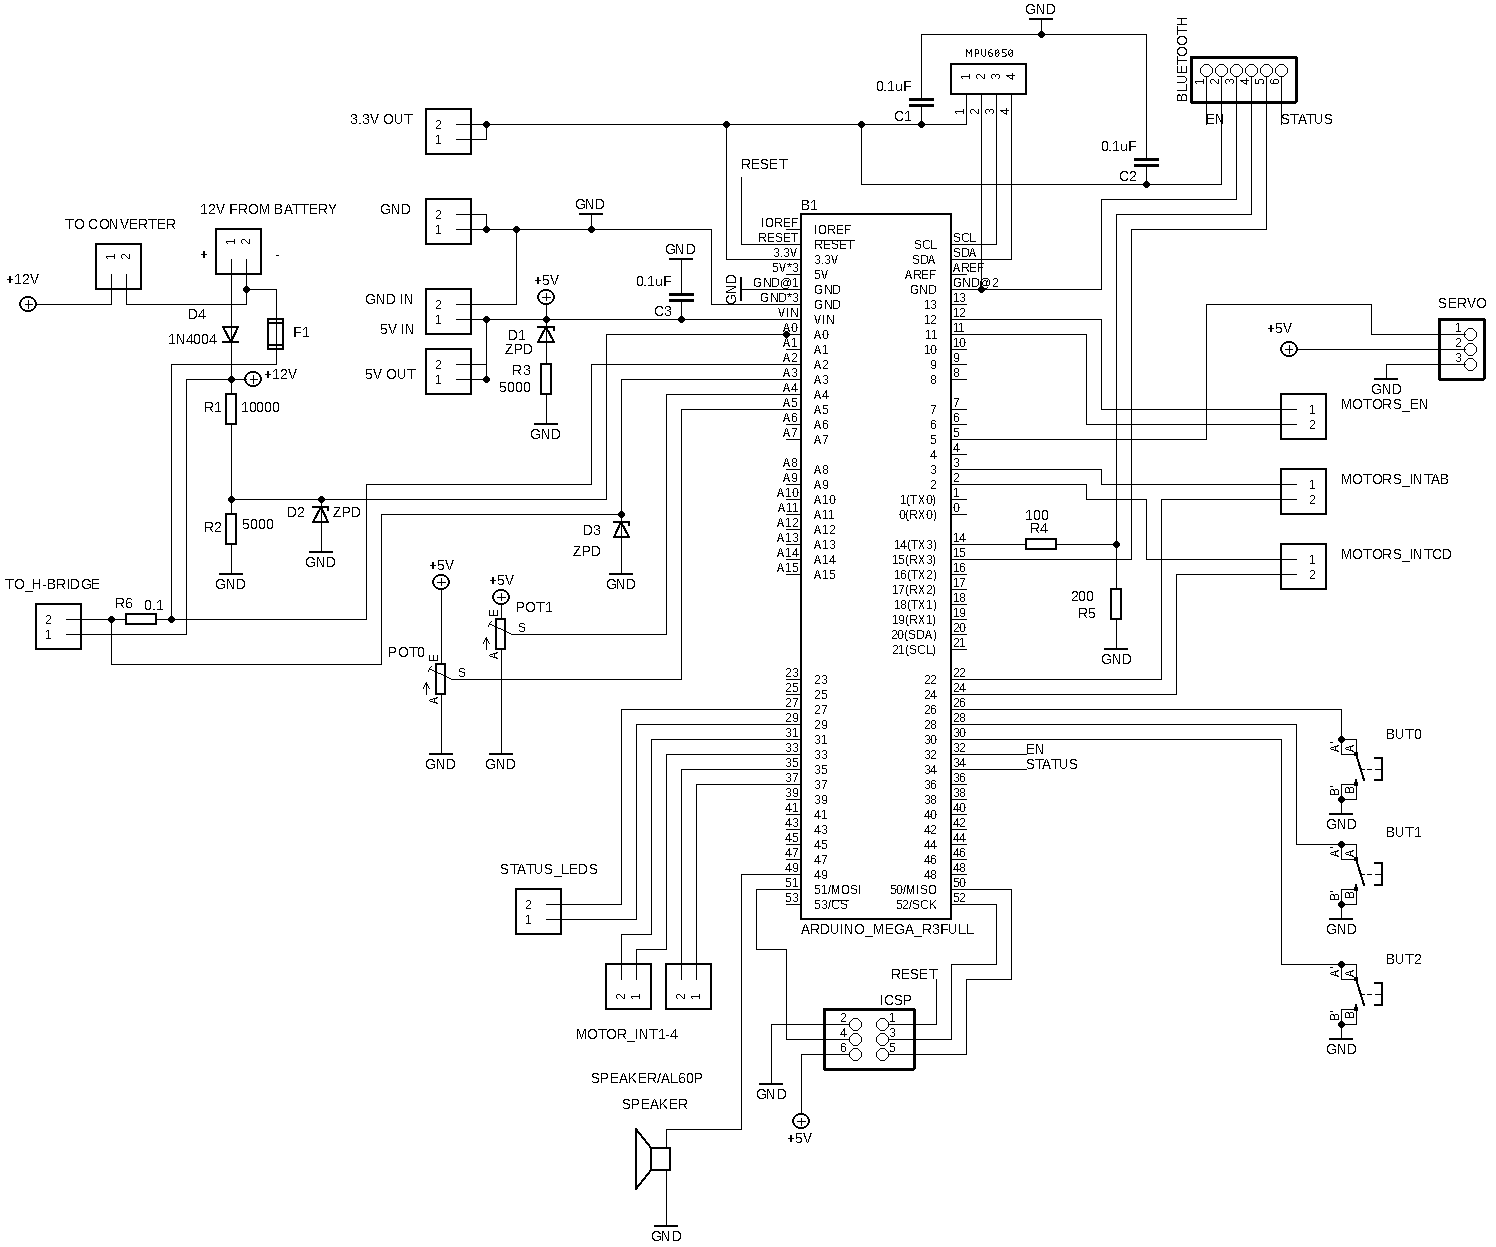 GND
MPU6050
1 2 3 4
1 2 3 4
0.1uF
C1
0.1uF
C2
BLUETOOTH
1 2 3 4 5 6
EN
STATUS
3.3V OUT
2
1
RESET
GND
2
1
GND
12V FROM BATTERY
1 2
+ -
TO CONVERTER
1 2
+12V
D4
1N4004
F1
+12V
R1 10000
R2 5000
GND
D2 ZPD
GND
GND IN
5V IN
2
1
5V OUT
2
1
+5V
D1
ZPD
R3
5000
GND
GND
0.1uF
C3
GND
D3
ZPD
GND
TO_H-BRIDGE
2
1
R6 0.1
+5V
POT0
E
A
S
GND
+5V
POT1
E
A
S
GND
B1
IOREF IOREF
RESET RESET
3.3V 3.3V
5V*3 5V
GND@1 GND
GND*3 GND
VIN VIN
A0 A0
A1 A1
A2 A2
A3 A3
A4 A4
A5 A5
A6 A6
A7 A7
A8 A8
A9 A9
A10 A10
A11 A11
A12 A12
A13 A13
A14 A14
A15 A15
23 23
25 25
27 27
29 29
31 31
33 33
35 35
37 37
39 39
41 41
43 43
45 45
47 47
49 49
51 51/MOSI
53 53/CS
SCL SCL
SDA SDA
AREF AREF
GND GND@2
13 13
12 12
11 11
10 10
9 9
8 8
7 7
6 6
5 5
4 4
3 3
2 2
1(TX0) 1
0(RX0) 0
14(TX3) 14
15(RX3) 15
16(TX2) 16
17(RX2) 17
18(TX1) 18
19(RX1) 19
20(SDA) 20
21(SCL) 21
22 22
24 24
26 26
28 28
30 30
32 32
34 34
36 36
38 38
40 40
42 42
44 44
46 46
48 48
50/MISO 50
52/SCK 52
ARDUINO_MEGA_R3FULL
EN
STATUS
100
R4
200
R5
GND
SERVO
1
2
3
+5V
GND
MOTORS_EN
1
2
MOTORS_INTAB
1
2
MOTORS_INTCD
1
2
BUT0
A' A
B' B
GND
BUT1
A' A
B' B
GND
BUT2
A' A
B' B
GND
STATUS_LEDS
2
1
2 1
2 1
MOTOR_INT1-4
RESET
ICSP
2 1
4 3
6 5
GND
+5V
SPEAKER/AL60P
SPEAKER
GND